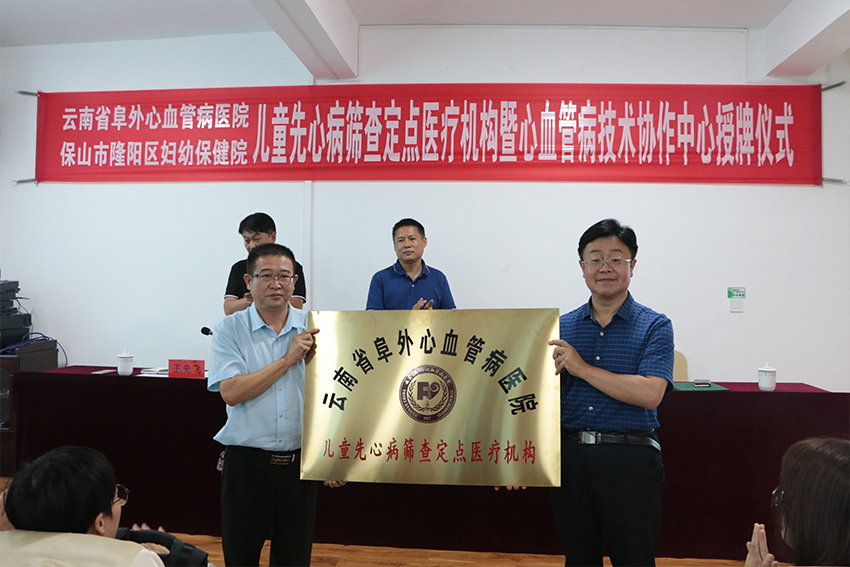 云南省阜外心血管病医院
保山市隆阳区妇幼保健院
儿童先心病筛查定点医疗机构暨心血管病技术协作中心授牌仪式
云南省阜外心血管病医院
儿童先心病筛查定点医疗机构